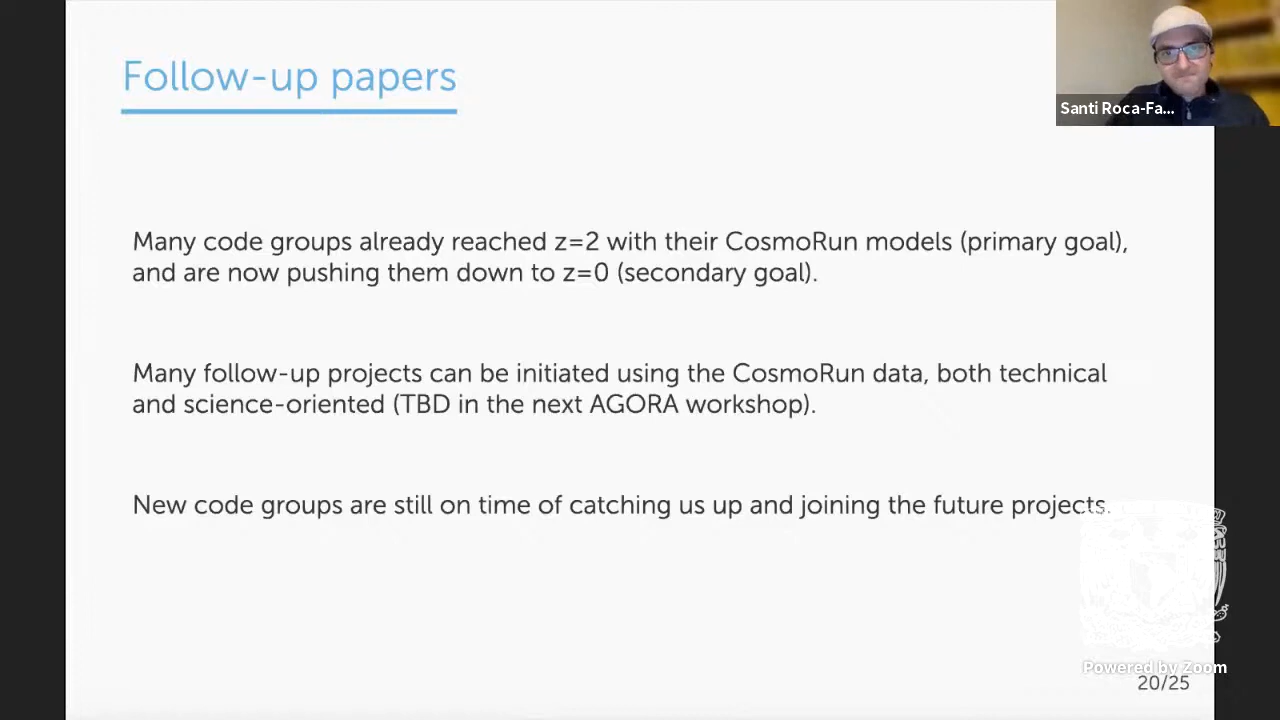 Follow-up papers
Santi Roca-Fa...
Many code groups already reached z=2 with their CosmoRun models (primary goal),
and are now pushing them down to z=0 (secondary goal).
Many follow-up projects can be initiated using the CosmoRun data, both technical
and science-oriented (TBD in the next AGORA workshop).
New code groups are still on time of catching us up and joining the future projects.
Powered by Zoom
20/25